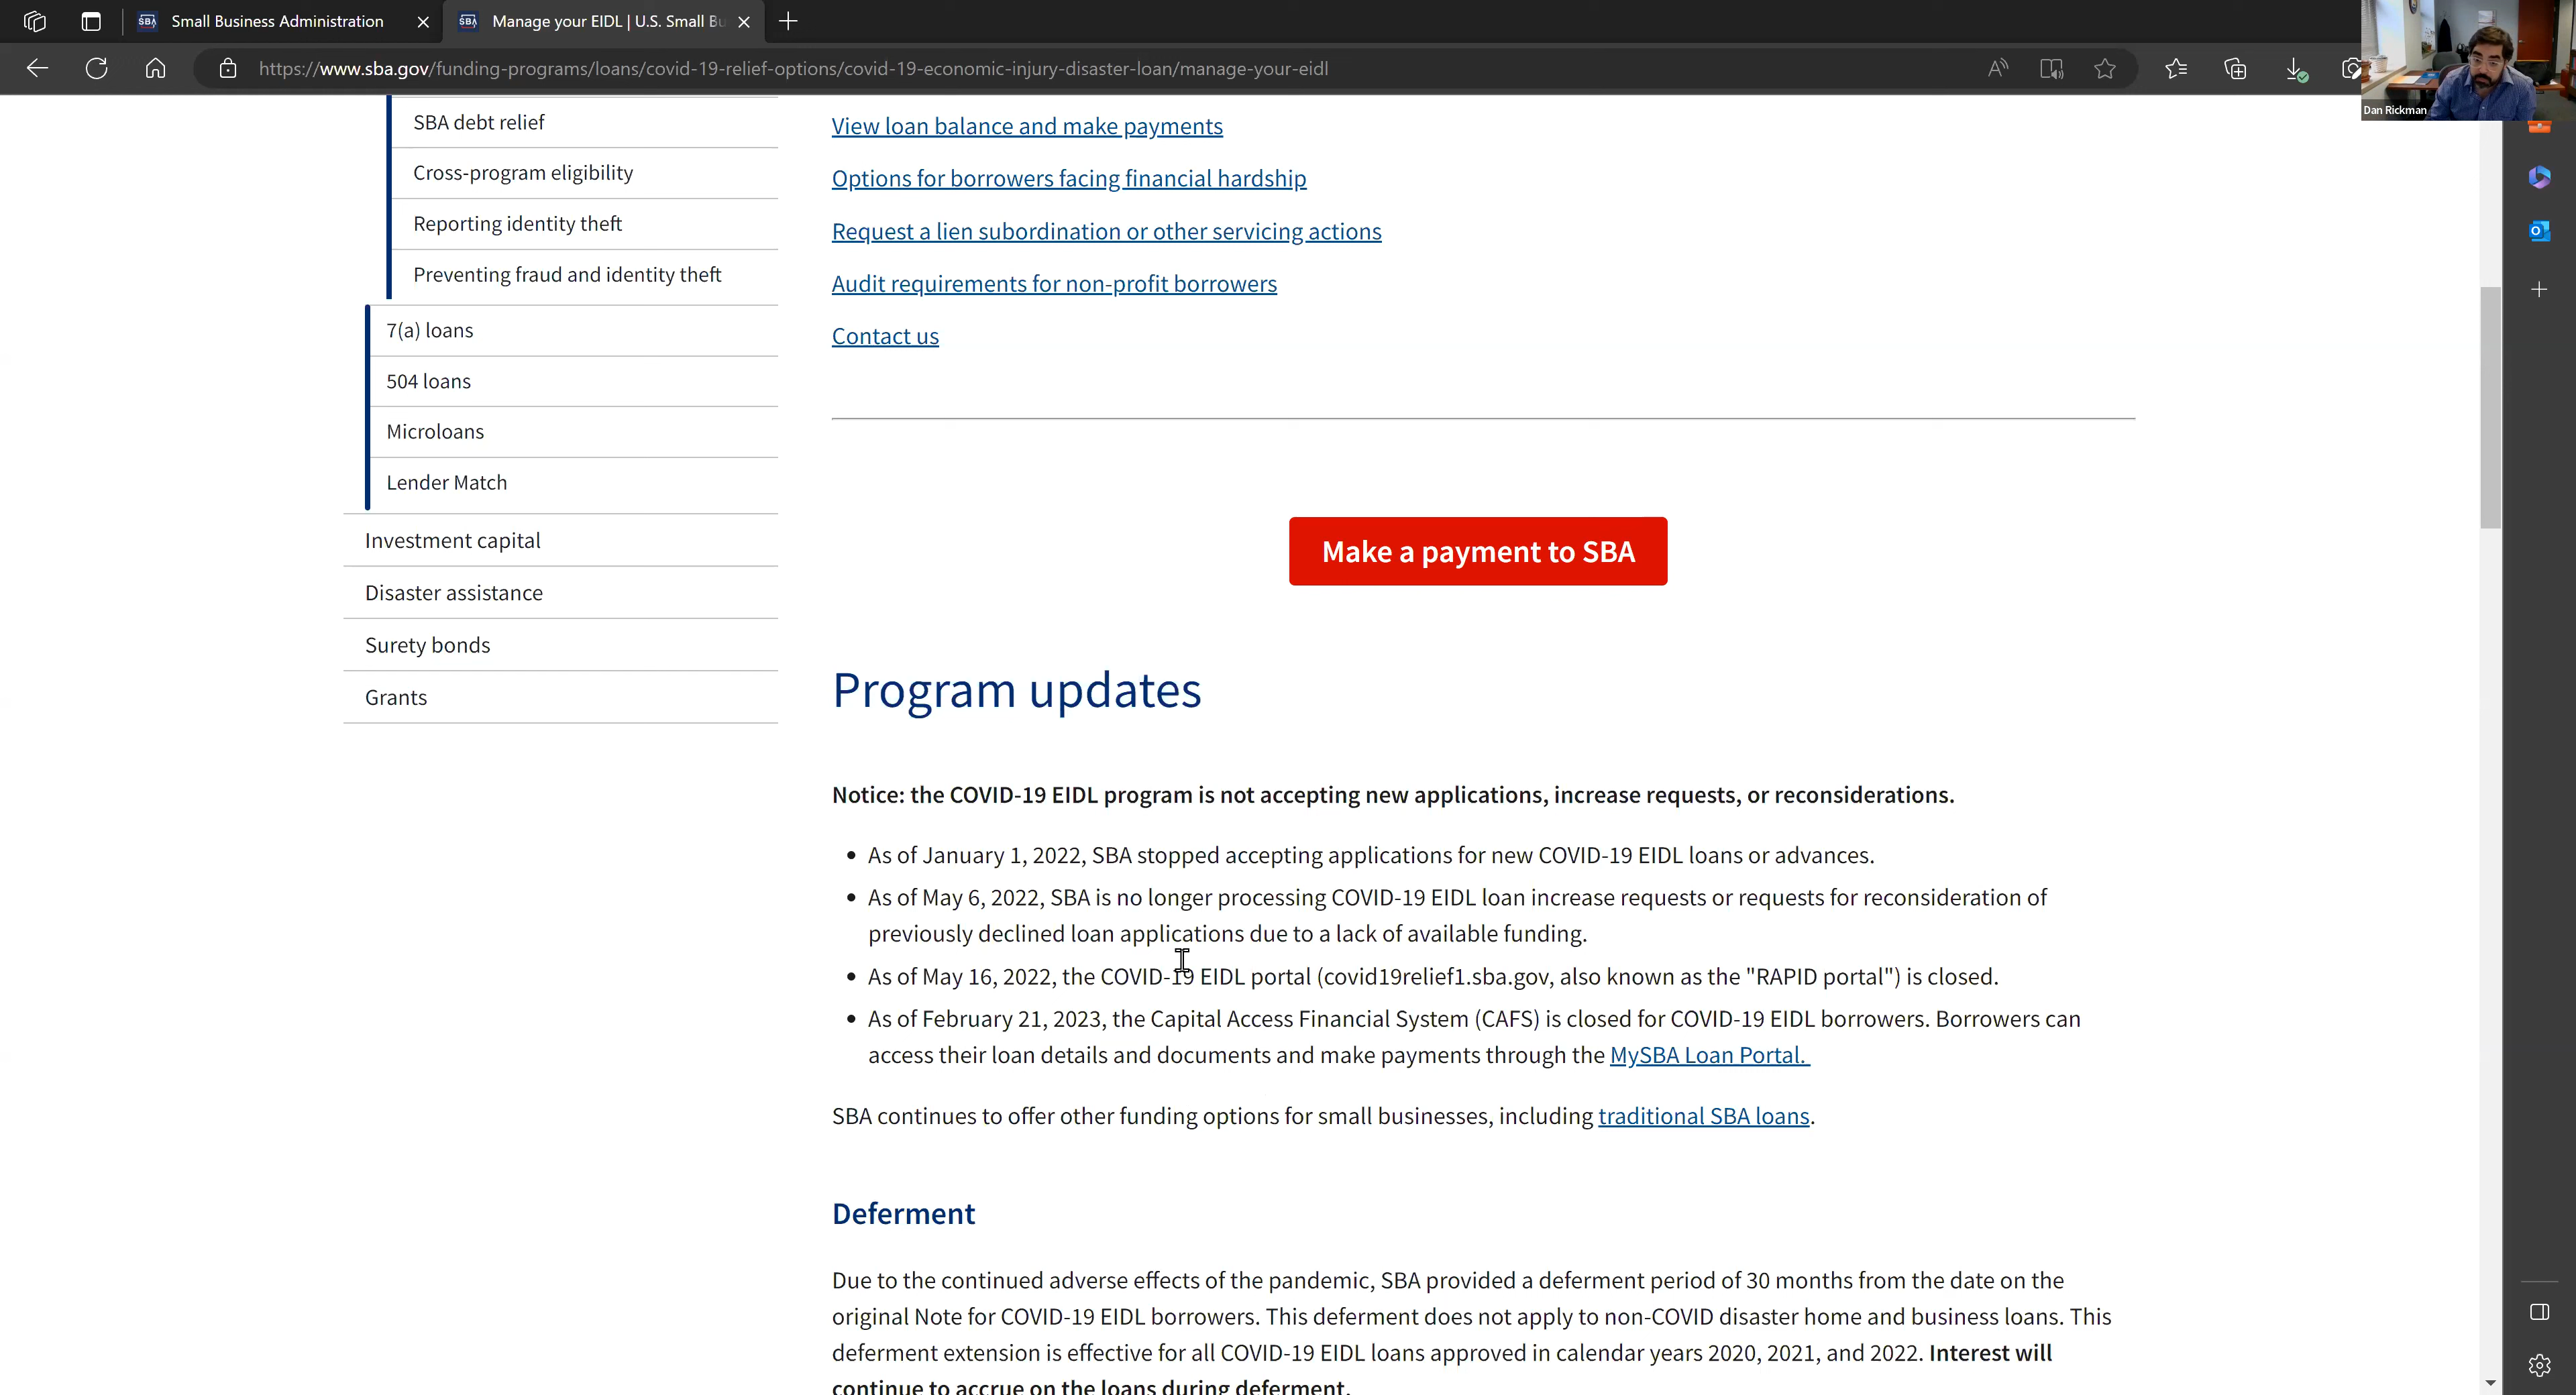 SBA Small Business Administration
SBA Manage your EIDL | U.S. Small Bu
https://www.sba.gov/funding-programs/loans/covid-19-relief-options/covid-19-economic-injury-disaster-loan/manage-your-eidl
Dan Rickman
SBA debt relief
Cross-program eligibility
Reporting identity theft
Preventing fraud and identity theft
7(a) loans
504 loans
Microloans
Lender Match
Investment capital
Disaster assistance
Surety bonds
Grants
View loan balance and make payments
Options for borrowers facing financial hardship
Request a lien subordination or other servicing actions
Audit requirements for non-profit borrowers
Contact us
Make a payment to SBA
Program updates
Notice: the COVID-19 EIDL program is not accepting new applications, increase requests, or reconsiderations.
• As of January 1, 2022, SBA stopped accepting applications for new COVID-19 EIDL loans or advances.
• As of May 6, 2022, SBA is no longer processing COVID-19 EIDL loan increase requests or requests for reconsideration of
previously declined loan applications due to a lack of available funding.
• As of May 16, 2022, the COVID-19 EIDL portal (covid19relief1.sba.gov, also known as the "RAPID portal") is closed.
• As of February 21, 2023, the Capital Access Financial System (CAFS) is closed for COVID-19 EIDL borrowers. Borrowers can
access their loan details and documents and make payments through the MySBA Loan Portal.
SBA continues to offer other funding options for small businesses, including traditional SBA loans.
Deferment
Due to the continued adverse effects of the pandemic, SBA provided a deferment period of 30 months from the date on the
original Note for COVID-19 EIDL borrowers. This deferment does not apply to non-COVID disaster home and business loans. This
deferment extension is effective for all COVID-19 EIDL loans approved in calendar years 2020, 2021, and 2022. Interest will
continue to accrue on the loans during deferment.